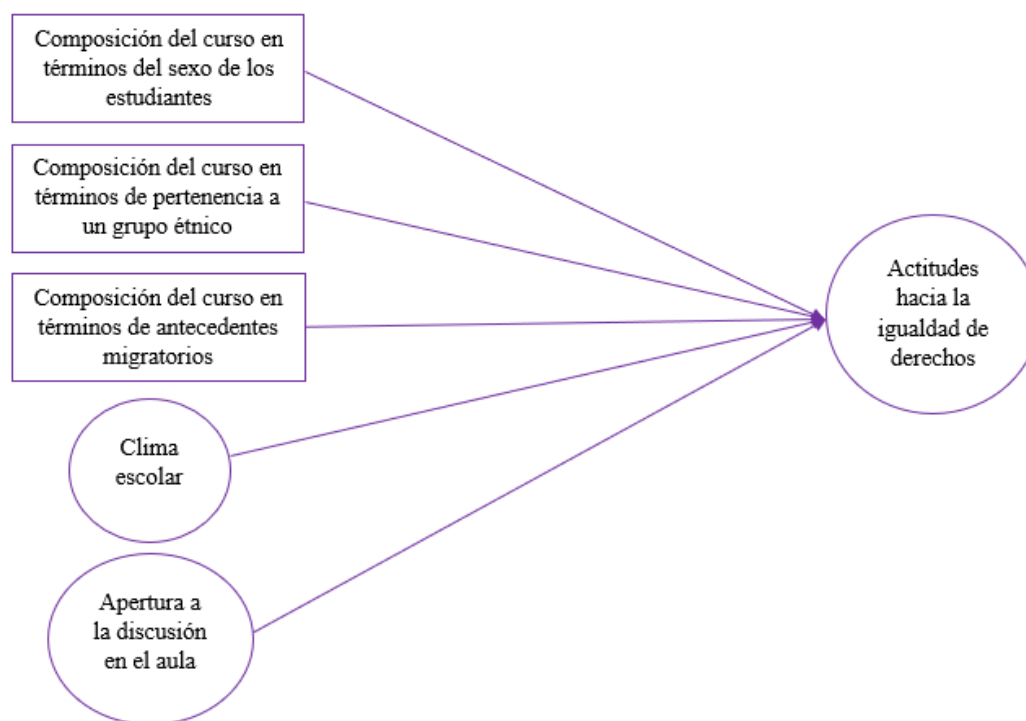 Composición del curso en
términos del sexo de los
estudiantes
Composición del curso en
términos de pertenencia a
un grupo étnico
Composición del curso en
términos de antecedentes
migratorios
Clima
escolar
Apertura a
la discusión
en el aula
Actitudes
hacia la
igualdad de
derechos